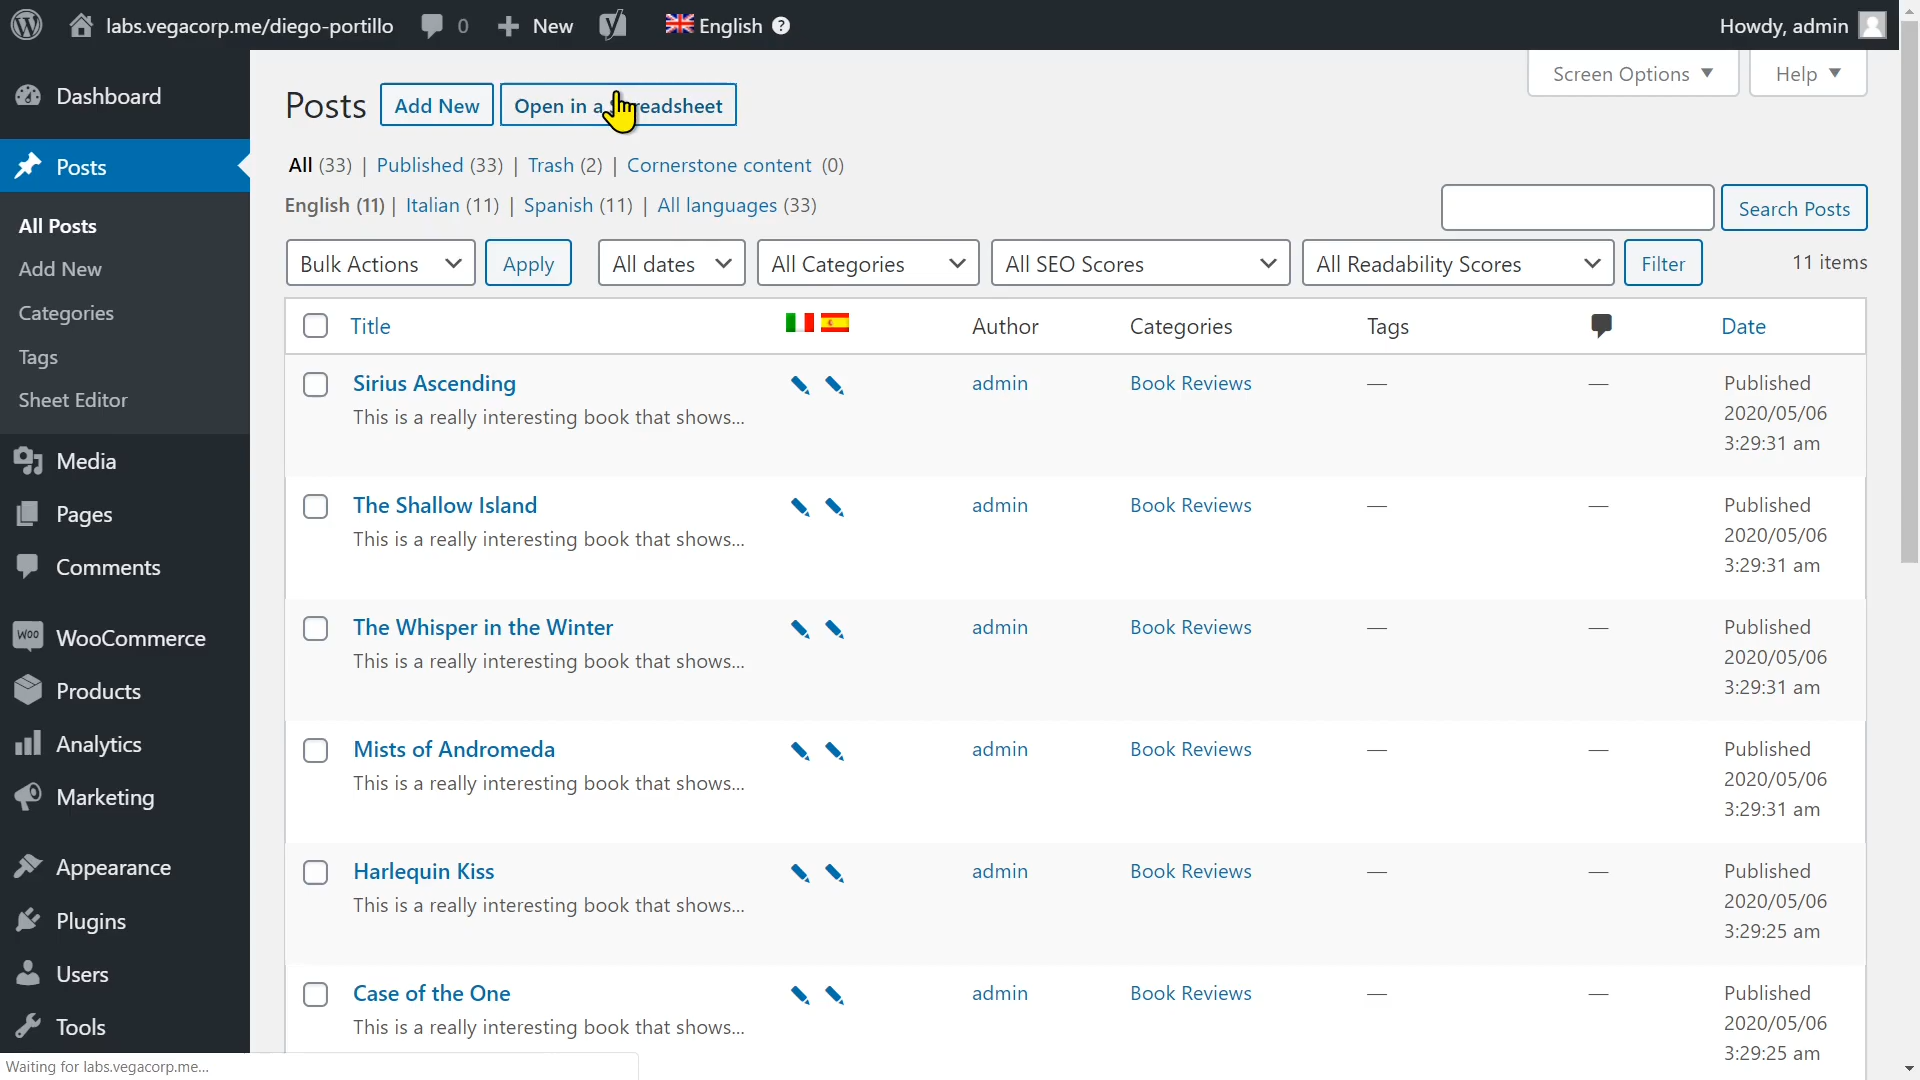 labs.vegacorp.me/diego-portillo 0 New English ? Howdy, admin
Screen Options Help
Dashboard
Posts
All Posts
Add New
Categories
Tags
Sheet Editor
Media
Pages
Comments
WOO WooCommerce
Products
Analytics
Marketing
Appearance
Plugins
Users
Tools
Posts Add New Open in a Spreadsheet
All (33) | Published (33) | Trash (2) | Cornerstone content (0)
English (11) | Italian (11) | Spanish (11) | All languages (33)
Search Posts
Bulk Actions Apply All dates All Categories All SEO Scores All Readability Scores Filter 11 items
Title Author Categories Tags Date
Sirius Ascending admin Book Reviews — — Published
This is a really interesting book that shows... 2020/05/06
3:29:31 am
The Shallow Island admin Book Reviews — — Published
This is a really interesting book that shows... 2020/05/06
3:29:31 am
The Whisper in the Winter admin Book Reviews — — Published
This is a really interesting book that shows... 2020/05/06
3:29:31 am
Mists of Andromeda admin Book Reviews — — Published
This is a really interesting book that shows... 2020/05/06
3:29:31 am
Harlequin Kiss admin Book Reviews — — Published
This is a really interesting book that shows... 2020/05/06
3:29:25 am
Case of the One admin Book Reviews — — Published
This is a really interesting book that shows... 2020/05/06
3:29:25 am
Waiting for labs.vegacorp.me...